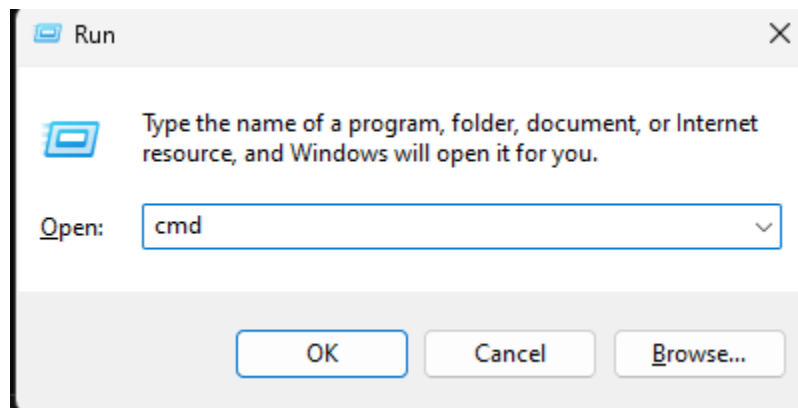 Run
Type the name of a program, folder, document, or Internet
resource, and Windows will open it for you.
Open: cmd
OK Cancel Browse...